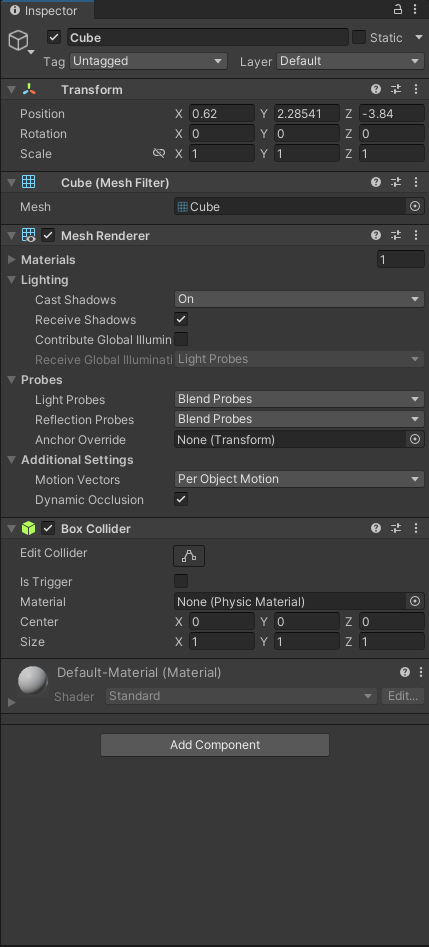 Inspector
Cube Static
Tag Untagged Layer Default
Transform
Position X 0.62 Y 2.28541 Z -3.84
Rotation X 0 Y 0 Z 0
Scale X 1 Y 1 Z 1
Cube (Mesh Filter)
Mesh Cube
Mesh Renderer
Materials 1
Lighting
Cast Shadows On
Receive Shadows
Contribute Global Illumin
Receive Global Illuminati Light Probes
Probes
Light Probes Blend Probes
Reflection Probes Blend Probes
Anchor Override None (Transform)
Additional Settings
Motion Vectors Per Object Motion
Dynamic Occlusion
Box Collider
Edit Collider
Is Trigger
Material None (Physic Material)
Center X 0 Y 0 Z 0
Size X 1 Y 1 Z 1
Default-Material (Material)
Shader Standard Edit...
Add Component